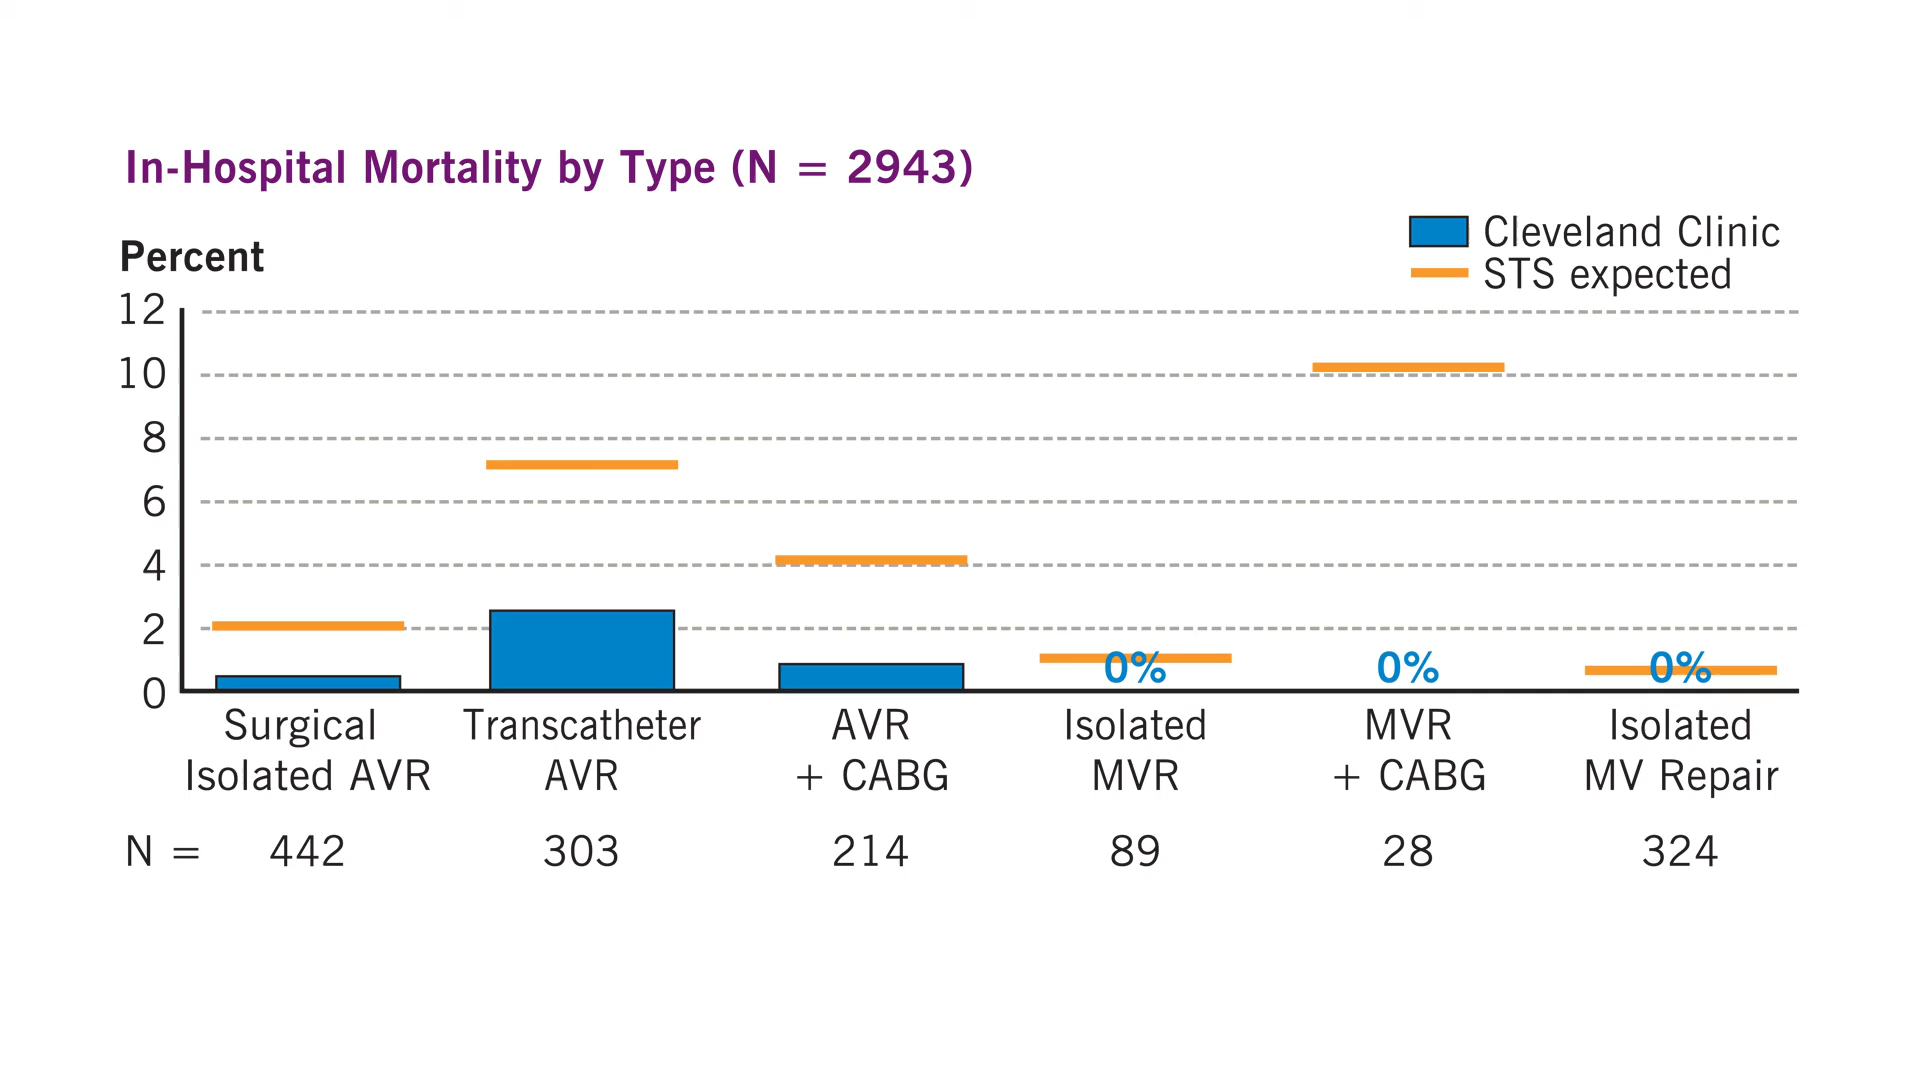 In-Hospital Mortality by Type (N = 2943)
Cleveland Clinic
STS expected
Percent
12
10
8
6
4
2
0
0% 0% 0%
Surgical Transcatheter AVR Isolated MVR Isolated
Isolated AVR AVR + CABG MVR + CABG MV Repair
N = 442 303 214 89 28 324